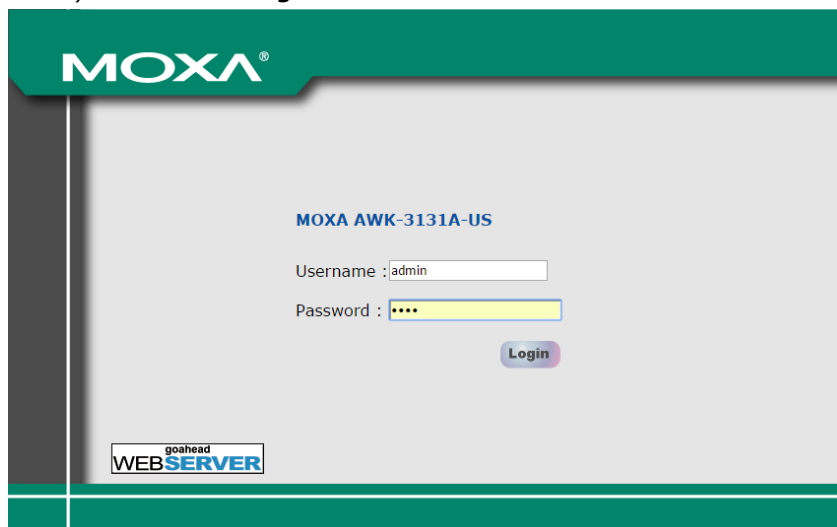 MOXA®
MOXA AWK-3131A-US
Username : admin
Password : ••••
Login
goahead
WEBSERVER